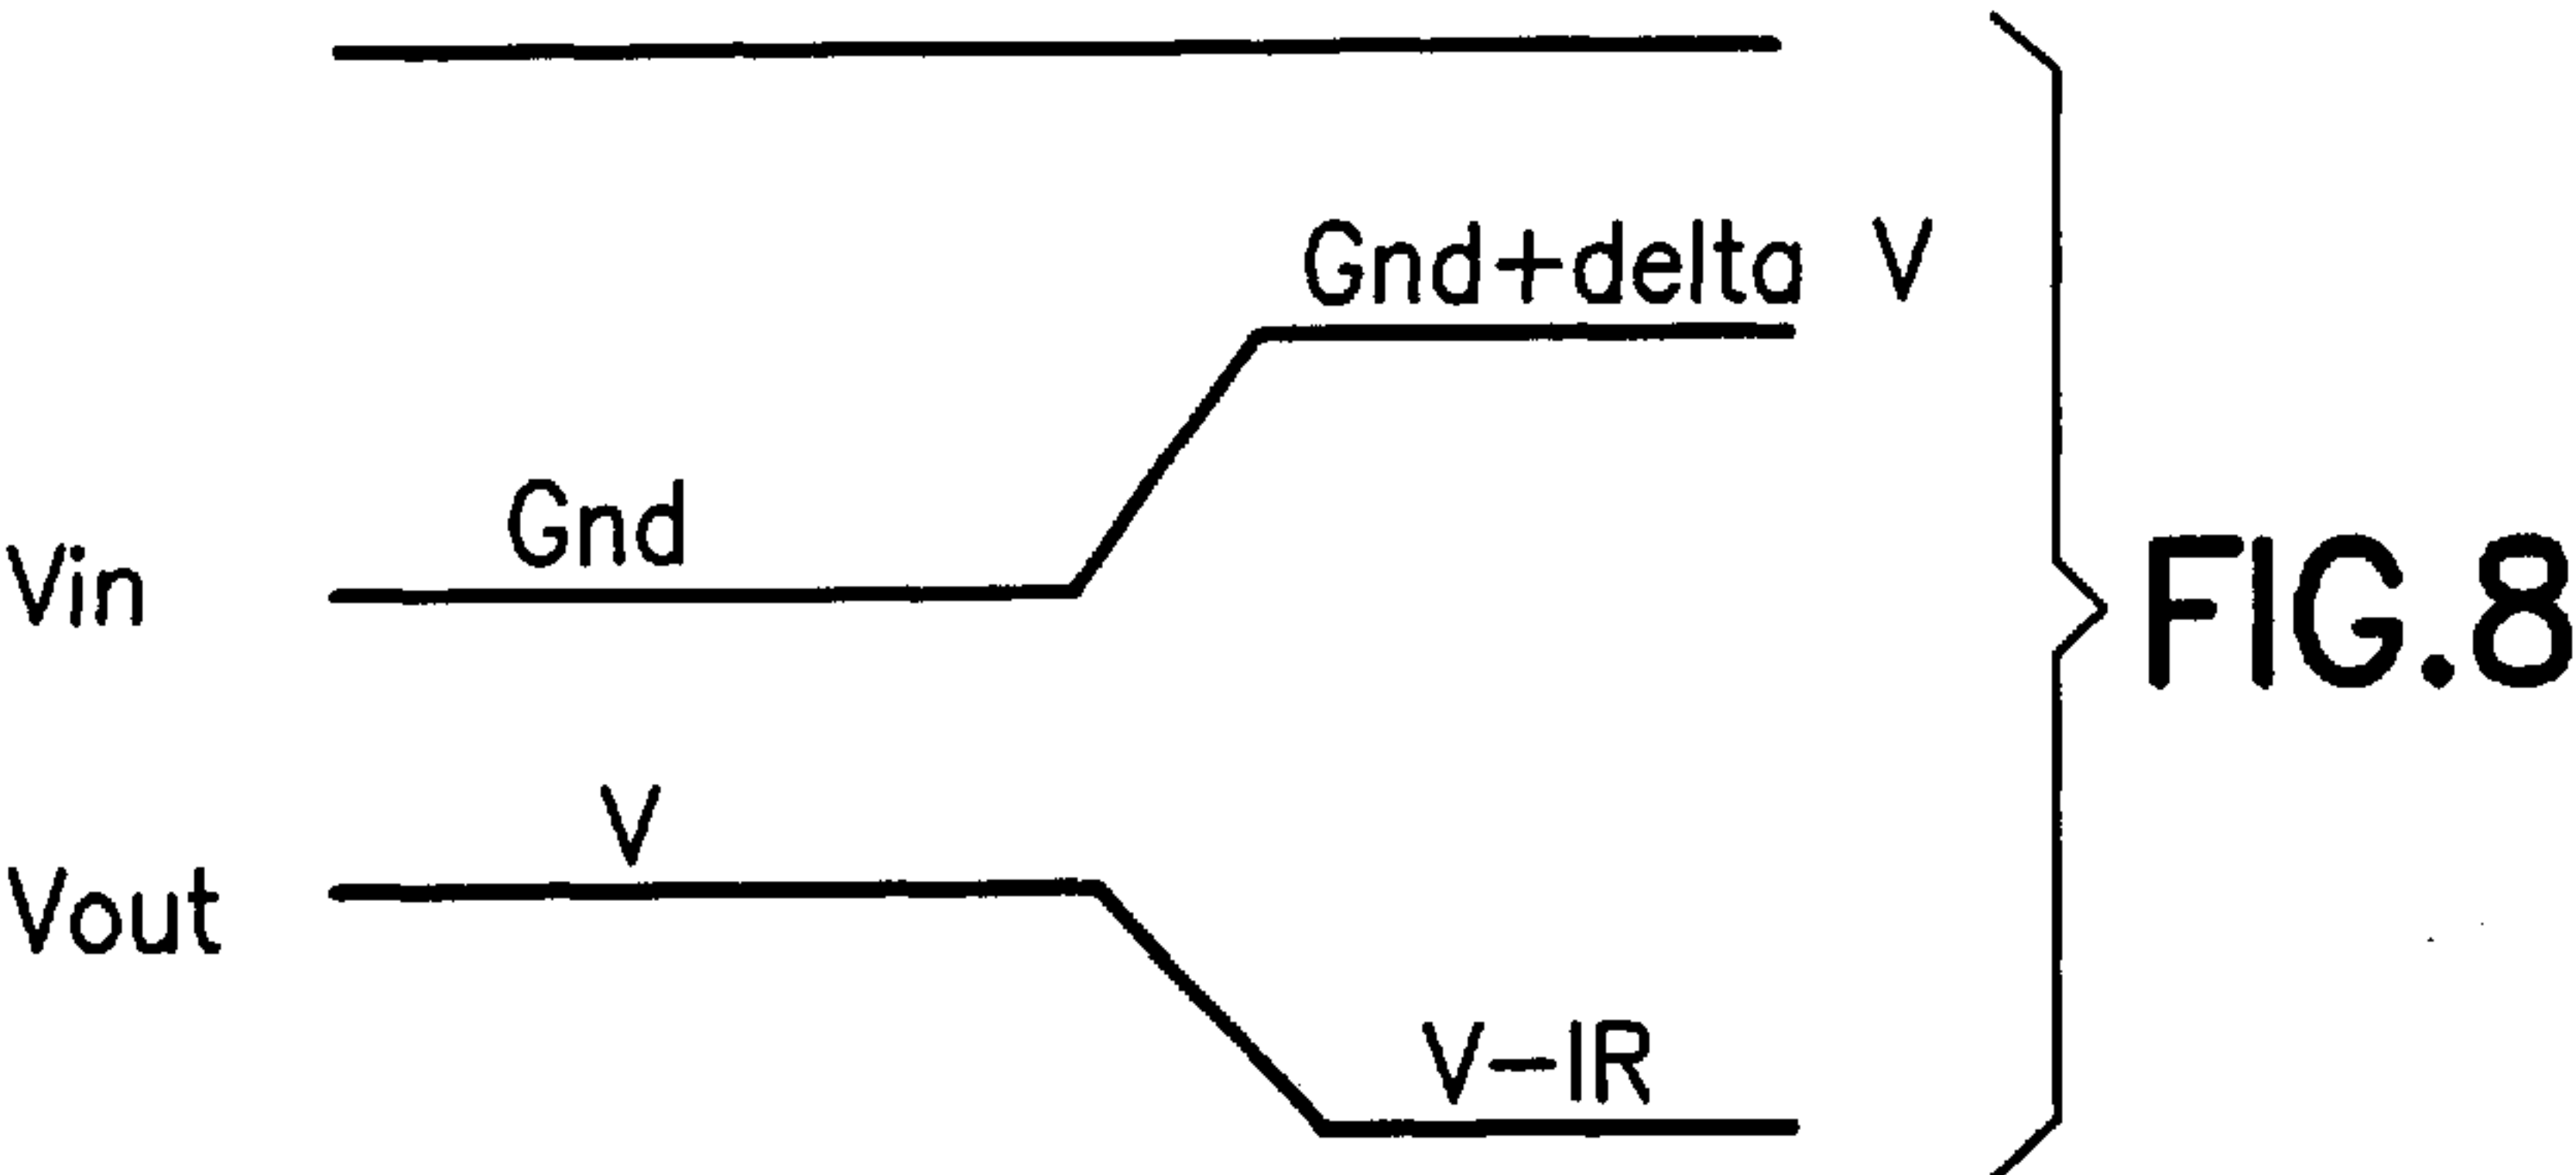 Gnd+delta V
Gnd
Vin
FIG.8
V
Vout
V-IR